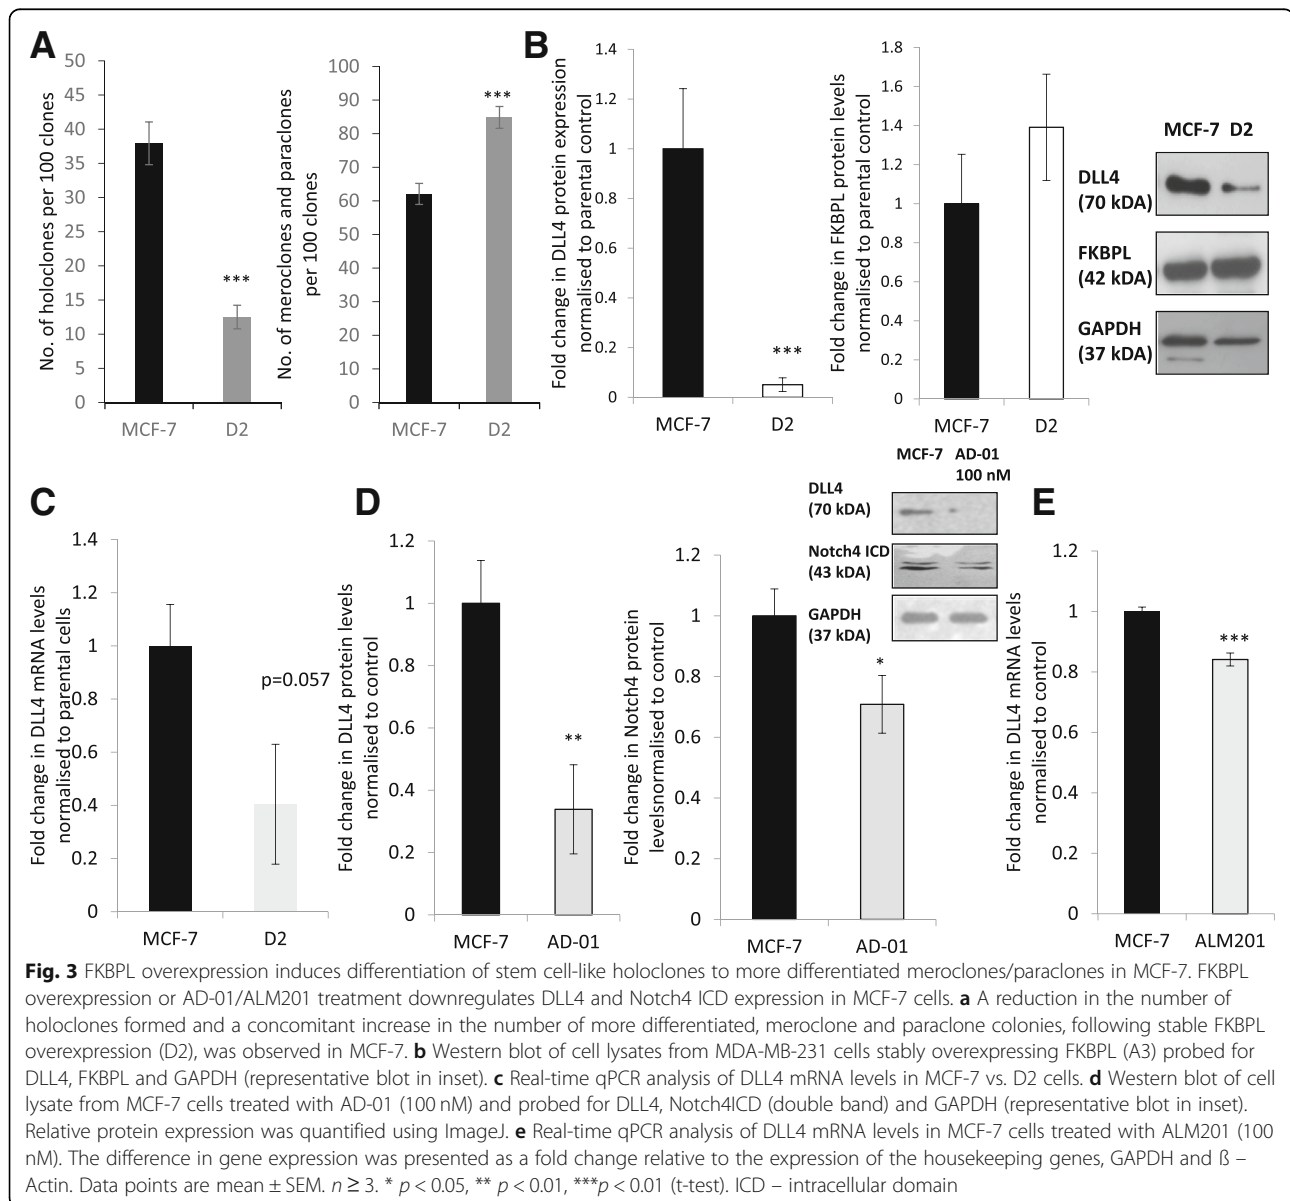 A
No. of holoclones per 100 clones
50
45
40
35
30
25
20
15
10
5
0
***
MCF-7 D2
No. of meroclones and paraclones
per 100 clones
100
90
80
70
60
50
40
30
20
10
0
***
MCF-7 D2
B
Fold change in DLL4 protein expression
normalised to parental control
1.4
1.2
1
0.8
0.6
0.4
0.2
0
***
MCF-7 D2
Fold change in FKBPL protein levels
normalised to parental control
1.8
1.6
1.4
1.2
1
0.8
0.6
0.4
0.2
0
MCF-7 D2
MCF-7 D2
DLL4
(70 kDA)
FKBPL
(42 kDA)
GAPDH
(37 kDA)
C
Fold change in DLL4 mRNA levels
normalised to parental cells
1.4
1.2
1
0.8
0.6
0.4
0.2
0
p=0.057
MCF-7 D2
D
Fold change in DLL4 protein levels
normalised to control
1.2
1
0.8
0.6
0.4
0.2
0
**
MCF-7 AD-01
Fold change in Notch4 protein
levelsnormalised to control
1.2
1
0.8
0.6
0.4
0.2
0
*
MCF-7 AD-01
MCF-7 AD-01
100 nM
DLL4
(70 kDA)
Notch4 ICD
(43 kDA)
GAPDH
(37 kDA)
E
Fold change in DLL4 mRNA levels
normalised to control
1.2
1
0.8
0.6
0.4
0.2
0
***
MCF-7 ALM201
Fig. 3 FKBPL overexpression induces differentiation of stem cell-like holoclones to more differentiated meroclones/paraclones in MCF-7. FKBPL
overexpression or AD-01/ALM201 treatment downregulates DLL4 and Notch4 ICD expression in MCF-7 cells. a A reduction in the number of
holoclones formed and a concomitant increase in the number of more differentiated, meroclone and paraclone colonies, following stable FKBPL
overexpression (D2), was observed in MCF-7. b Western blot of cell lysates from MDA-MB-231 cells stably overexpressing FKBPL (A3) probed for
DLL4, FKBPL and GAPDH (representative blot in inset). c Real-time qPCR analysis of DLL4 mRNA levels in MCF-7 vs. D2 cells. d Western blot of cell
lysate from MCF-7 cells treated with AD-01 (100 nM) and probed for DLL4, Notch4ICD (double band) and GAPDH (representative blot in inset).
Relative protein expression was quantified using ImageJ. e Real-time qPCR analysis of DLL4 mRNA levels in MCF-7 cells treated with ALM201 (100
nM). The difference in gene expression was presented as a fold change relative to the expression of the housekeeping genes, GAPDH and ß –
Actin. Data points are mean ± SEM. n ≥ 3. * p < 0.05, ** p < 0.01, ***p < 0.01 (t-test). ICD – intracellular domain